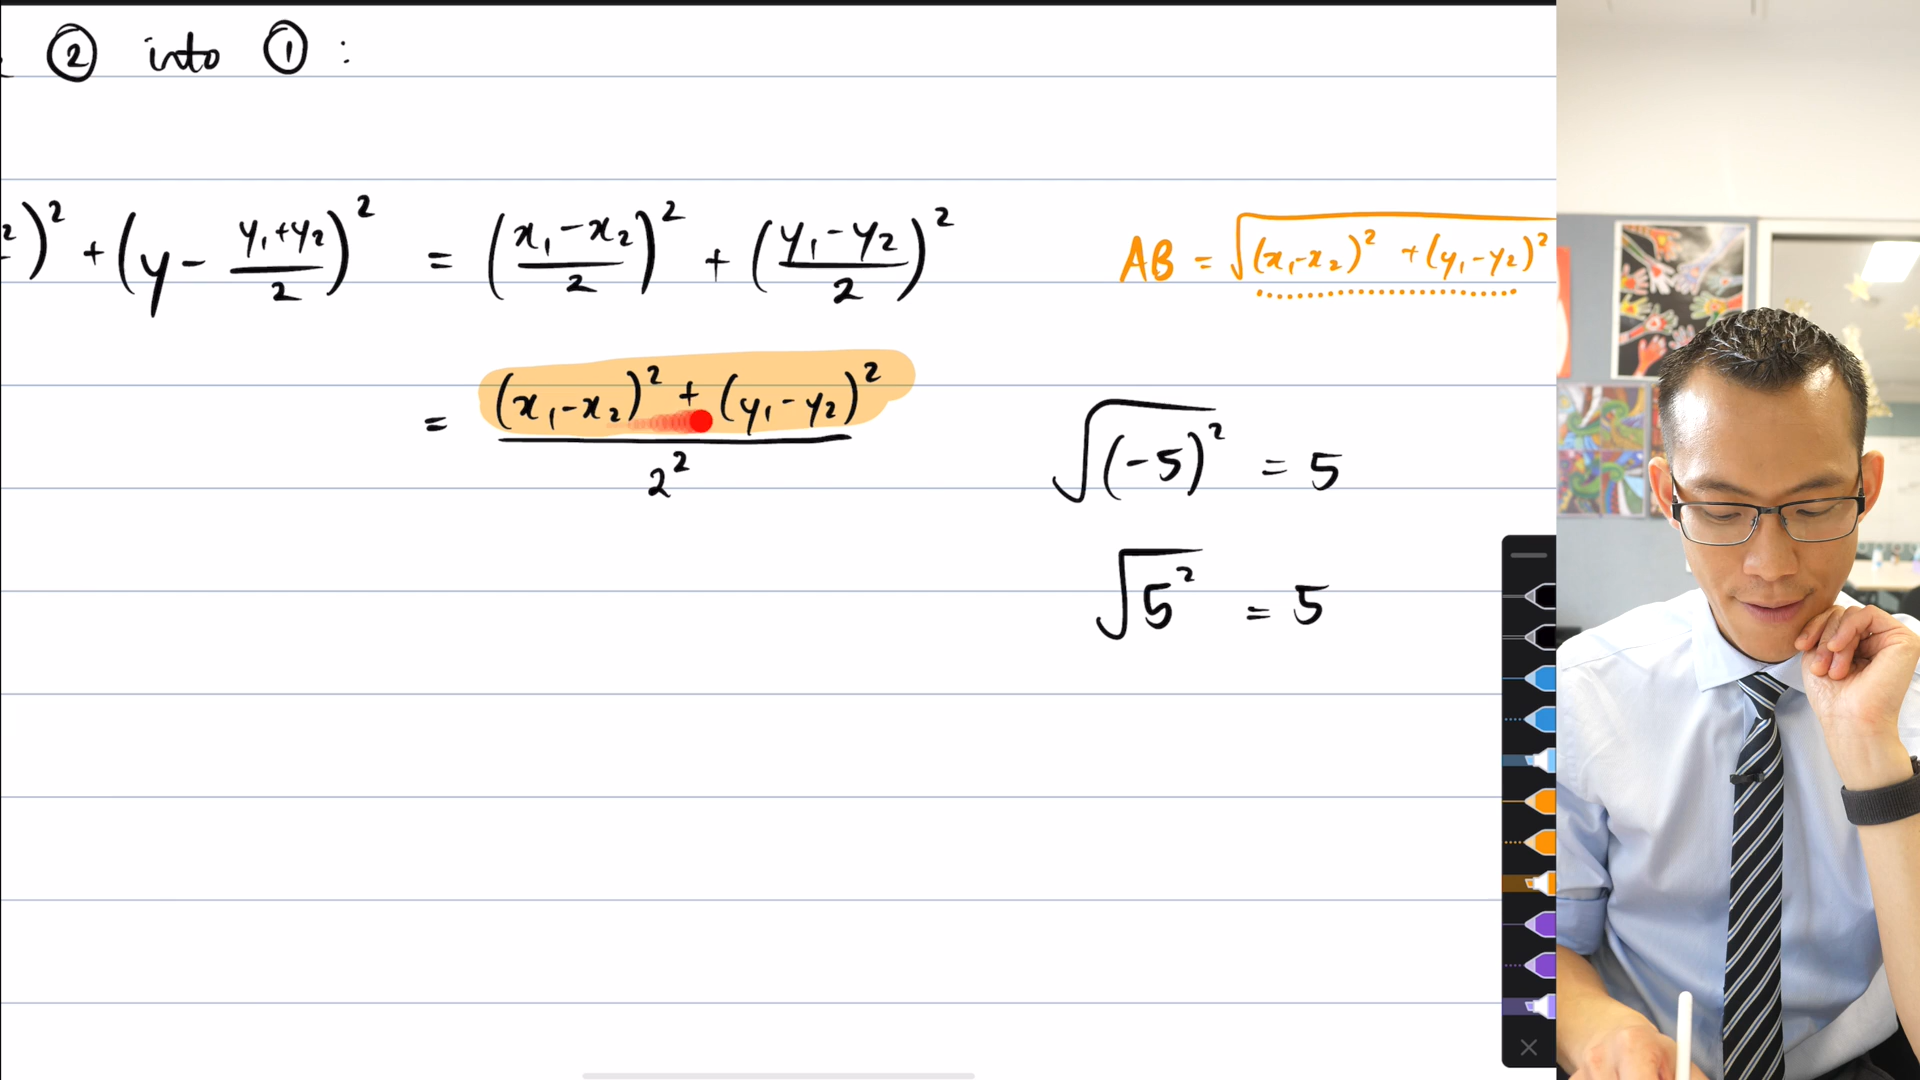 ② into ① :
2)² + (y - (y₁+y₂)/2)² = ((x₁-x₂)/2)² + ((y₁-y₂)/2)²
AB = √((x₁-x₂)² + (y₁-y₂)²
= ((x₁-x₂)² + (y₁-y₂)²)/2²
√(-5)² = 5
√5² = 5